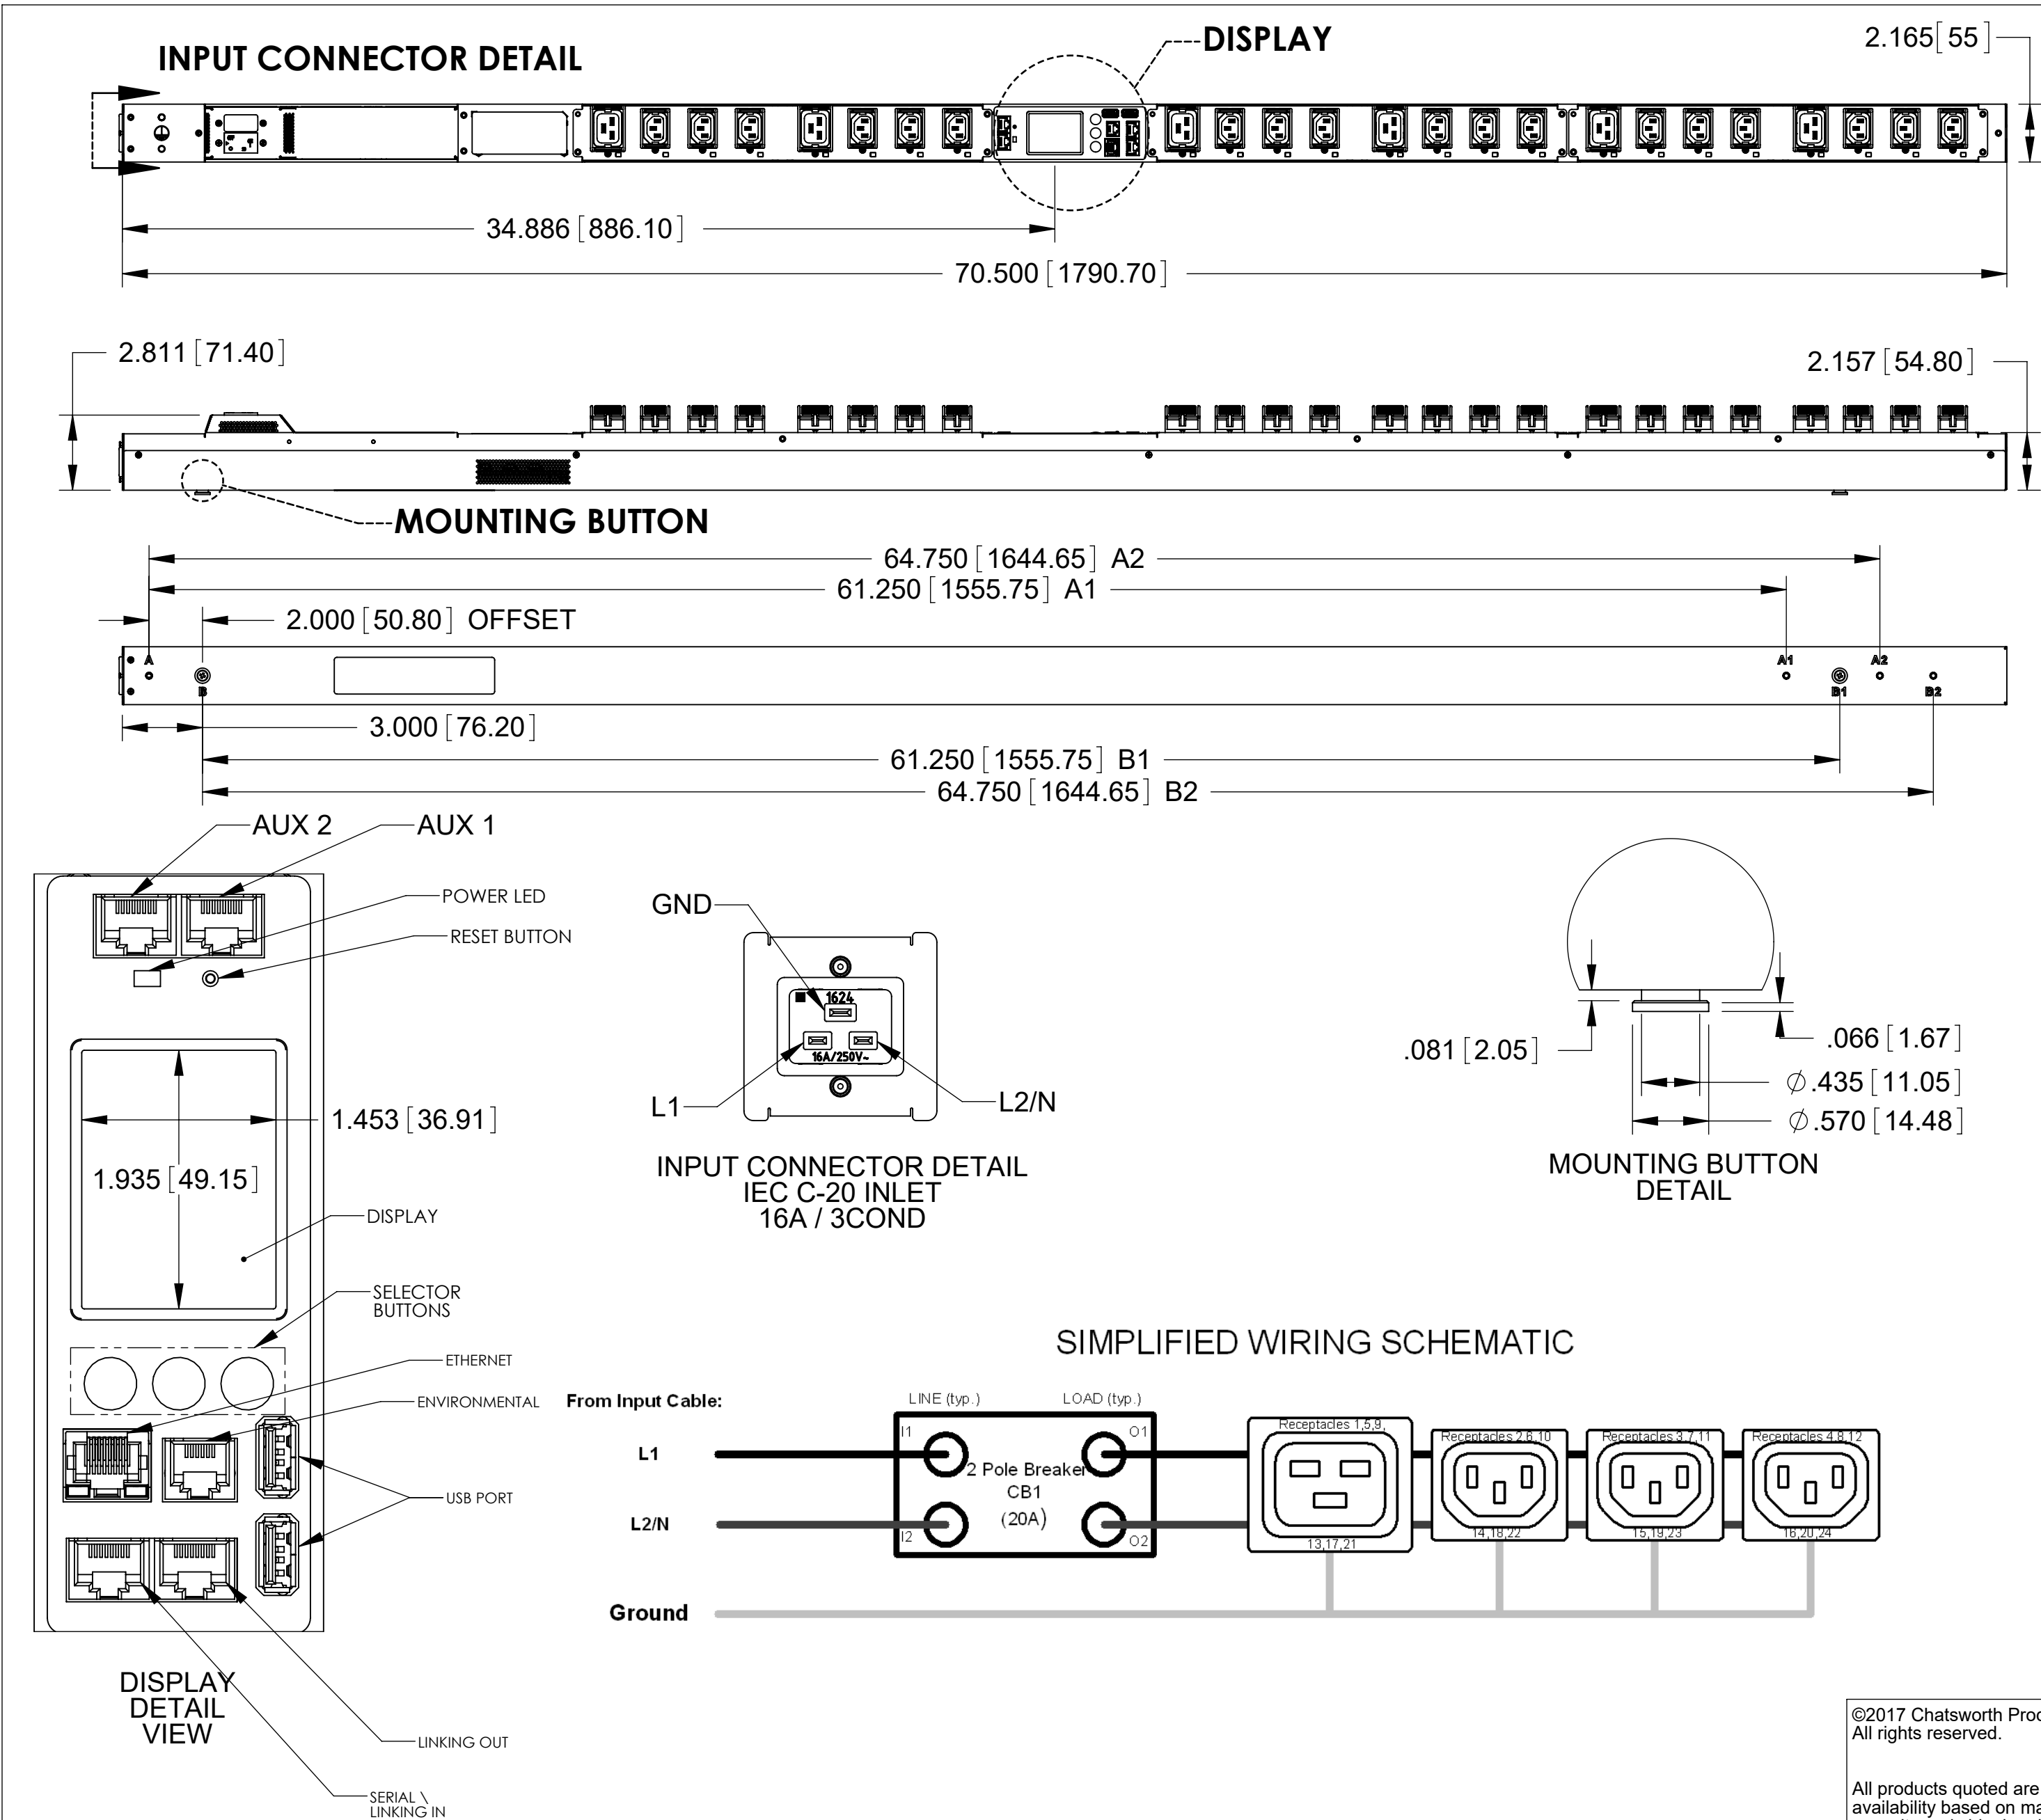 INPUT CONNECTOR DETAIL
DISPLAY
2.165[ 55 ]
34.886 [ 886.10 ]
70.500 [ 1790.70 ]
2.811 [ 71.40 ]
2.157 [ 54.80 ]
MOUNTING BUTTON
64.750 [ 1644.65 ] A2
61.250 [ 1555.75 ] A1
2.000 [ 50.80 ] OFFSET
A
B
A1
B1
A2
B2
3.000 [ 76.20 ]
61.250 [ 1555.75 ] B1
64.750 [ 1644.65 ] B2
AUX 2
AUX 1
POWER LED
RESET BUTTON
1.453 [ 36.91 ]
1.935 [ 49.15 ]
DISPLAY
SELECTOR
BUTTONS
ETHERNET
ENVIRONMENTAL
USB PORT
DISPLAY
DETAIL
VIEW
LINKING OUT
SERIAL \
LINKING IN
GND
1624
16A/250V~
L1
L2/N
INPUT CONNECTOR DETAIL
IEC C-20 INLET
16A / 3COND
.081 [ 2.05 ]
.066 [ 1.67 ]
∅.435 [ 11.05 ]
∅.570 [ 14.48 ]
MOUNTING BUTTON
DETAIL
SIMPLIFIED WIRING SCHEMATIC
From Input Cable:
LINE (typ.)
LOAD (typ.)
L1
L2/N
Ground
I1
O1
2 Pole Breaker
CB1
(20A)
I2
O2
Receptacles 1,5,9,
13,17,21
Receptacles 2,6,10
14,18,22
Receptacles 3,7,11
15,19,23
Receptacles 4,8,12
16,20,24
©2017 Chatsworth
All rights reserved.
All products quoted are
availability based on